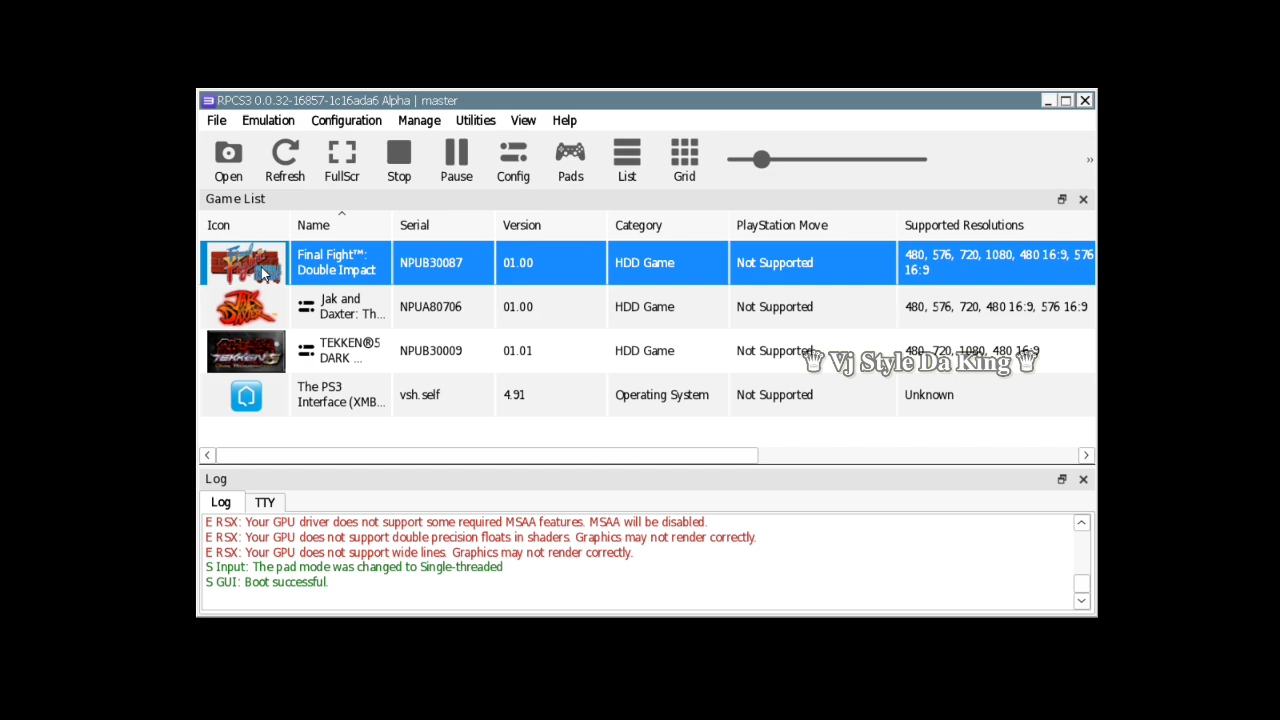 RPCS3 0.0.32-16857-1c16ada6 Alpha | master
File Emulation Configuration Manage Utilities View Help
Open Refresh FullScr Stop Pause Config Pads List Grid »
Game List
Icon Name Serial Version Category PlayStation Move Supported Resolutions
Final Fight™:
Double Impact
NPUB30087 01.00 HDD Game Not Supported
480, 576, 720, 1080, 480 16:9, 576
16:9
Jak and
Daxter: Th...
NPUA80706 01.00 HDD Game Not Supported 480, 576, 720, 480 16:9, 576 16:9
TEKKEN®5
DARK ...
NPUB30009 01.01 HDD Game Not Supported 480, 720, 1080, 480 16:9
♕ Vj Style Da King ♕
The PS3
Interface (XMB...
vsh.self 4.91 Operating System Not Supported Unknown
Log
Log TTY
E RSX: Your GPU driver does not support some required MSAA features. MSAA will be disabled.
E RSX: Your GPU does not support double precision floats in shaders. Graphics may not render correctly.
E RSX: Your GPU does not support wide lines. Graphics may not render correctly.
S Input: The pad mode was changed to Single-threaded
S GUI: Boot successful.